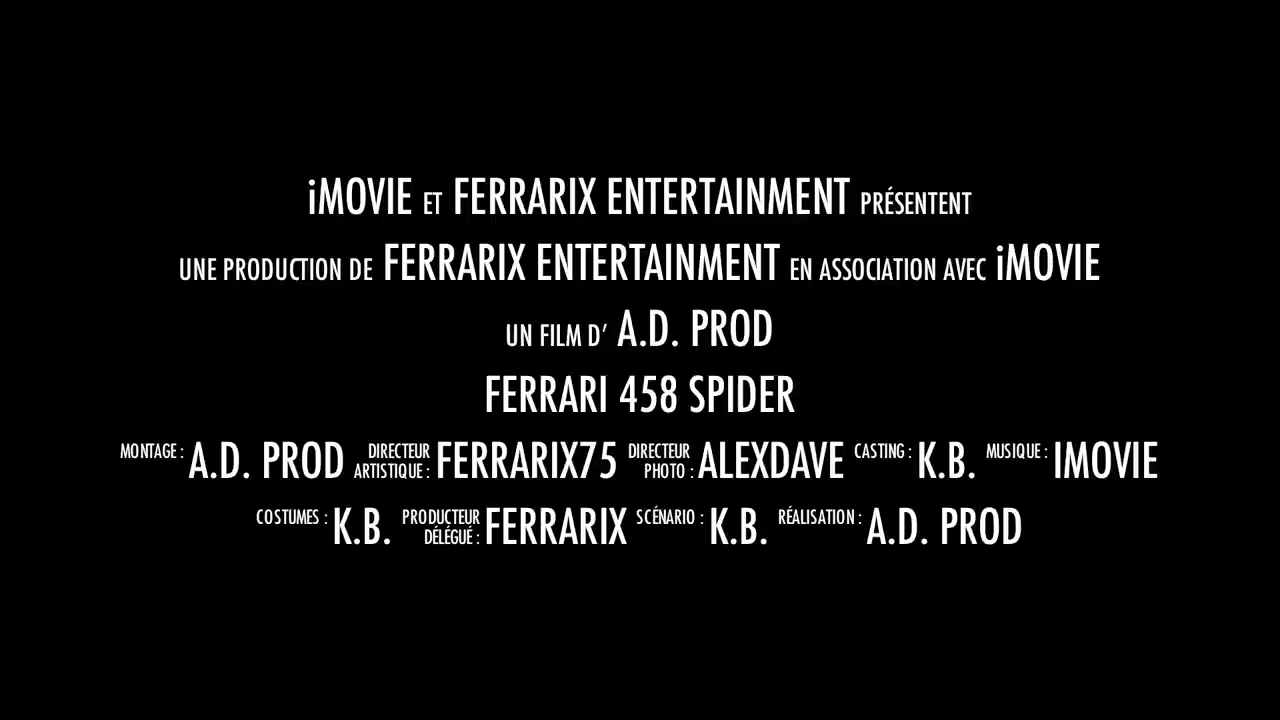 iMOVIE ET FERRARIX ENTERTAINMENT PRÉSENTENT
UNE PRODUCTION DE FERRARIX ENTERTAINMENT EN ASSOCIATION AVEC iMOVIE
UN FILM D’ A.D. PROD
FERRARI 458 SPIDER
MONTAGE : A.D. PROD DIRECTEUR ARTISTIQUE : FERRARIX75 DIRECTEUR PHOTO : ALEXDAVE CASTING : K.B. MUSIQUE : IMOVIE
COSTUMES : K.B. PRODUCTEUR DÉLÉGUÉ : FERRARIX SCÉNARIO : K.B. RÉALISATION : A.D. PROD